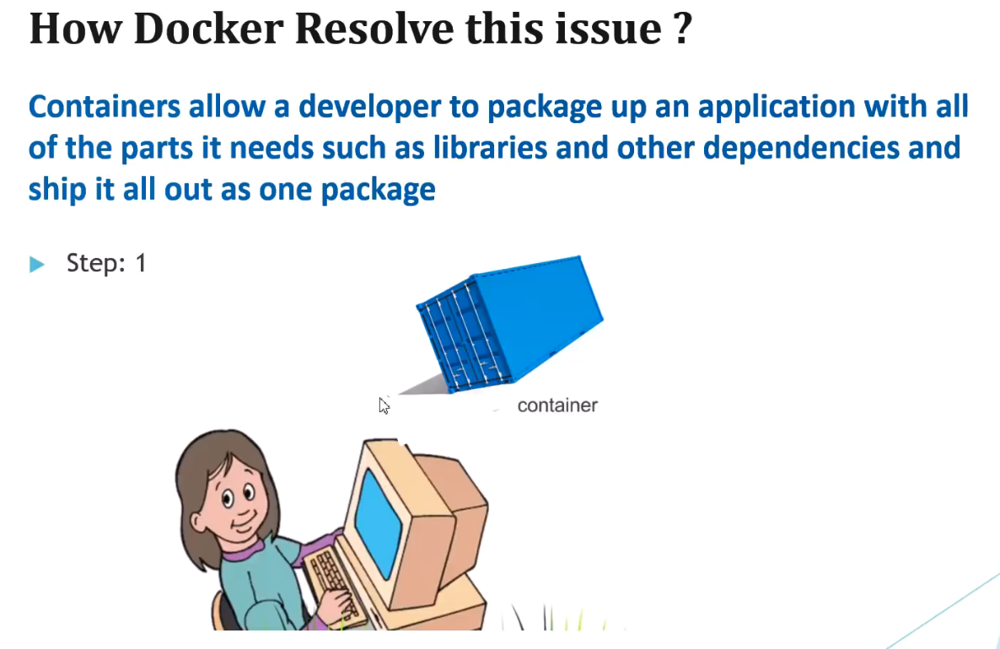 How Docker Resolve this issue ?
Containers allow a developer to package up an application with all
of the parts it needs such as libraries and other dependencies and
ship it all out as one package
Step: 1
container